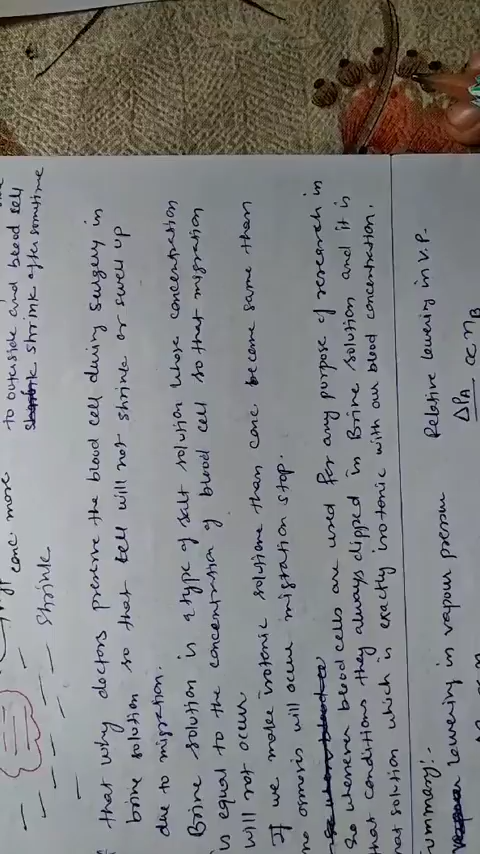 to outerside and blood cell
shrink after sometime
conc more
Shrink
that why doctors preserve the blood cell during surgery in
brine solution so that cell will not shrink or swell up
due to migration.
Brine solution is a type of salt solution whose concentration
is equal to the concentration of blood cell so that migration
will not occur
If we make isotonic solutions than conc become same than
no osmosis will occur migration stop.
So whenever blood cells are used for any purpose of research in
that conditions they always dipped in Brine solution and it is
that solution which is exactly isotonic with our blood concentration.
Summary:-
lowering in vapour pressure
Relative lowering in V.P.
ΔPA ∝ nB